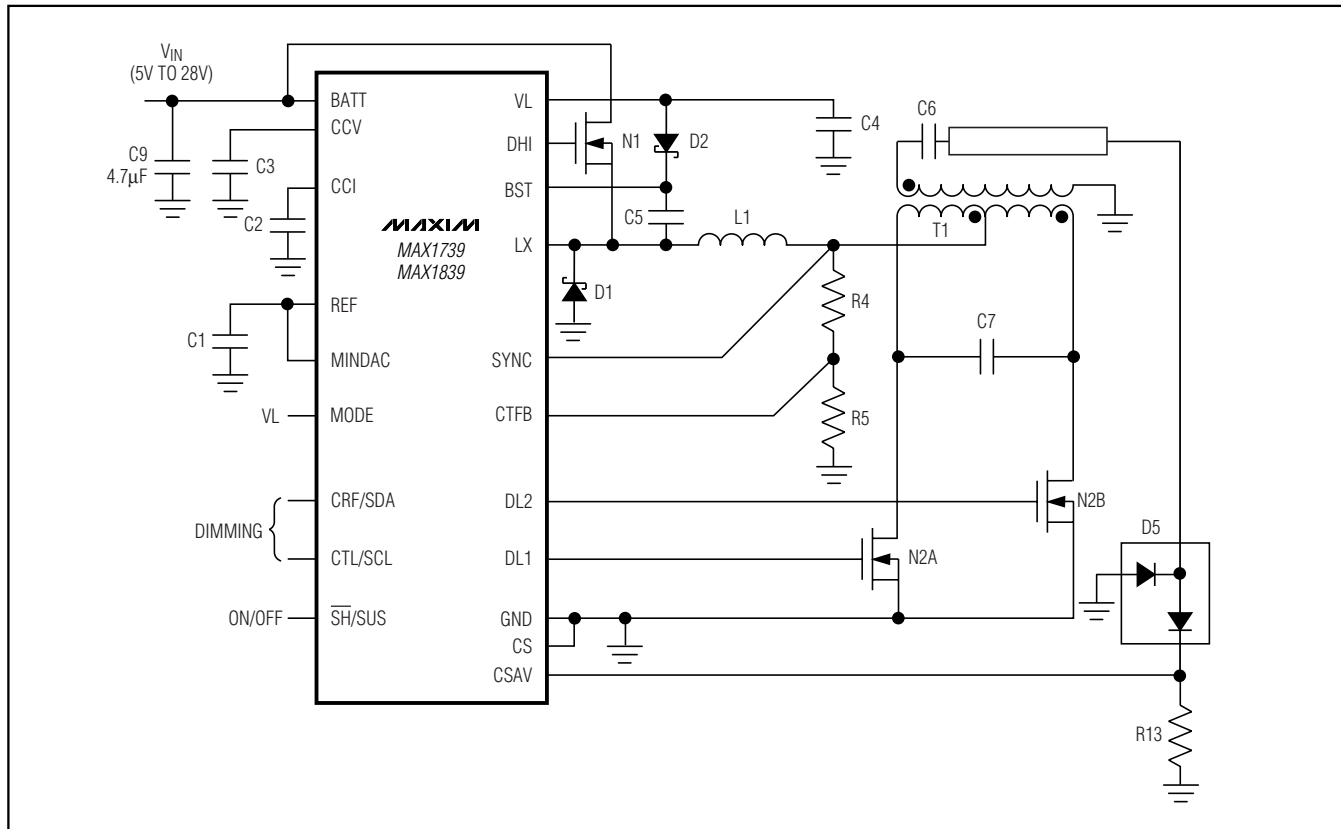 VIN
(5V TO 28V)
C9
4.7µF
C3
C2
C1
VL
DIMMING
ON/OFF
BATT
CCV
CCI
REF
MINDAC
MODE
CRF/SDA
CTL/SCL
SH/SUS
MAXIM
MAX1739
MAX1839
VL
DHI
BST
LX
SYNC
CTFB
DL2
DL1
GND
CS
CSAV
N1
D2
C4
C5
D1
L1
R4
R5
C6
T1
C7
N2A
N2B
D5
R13